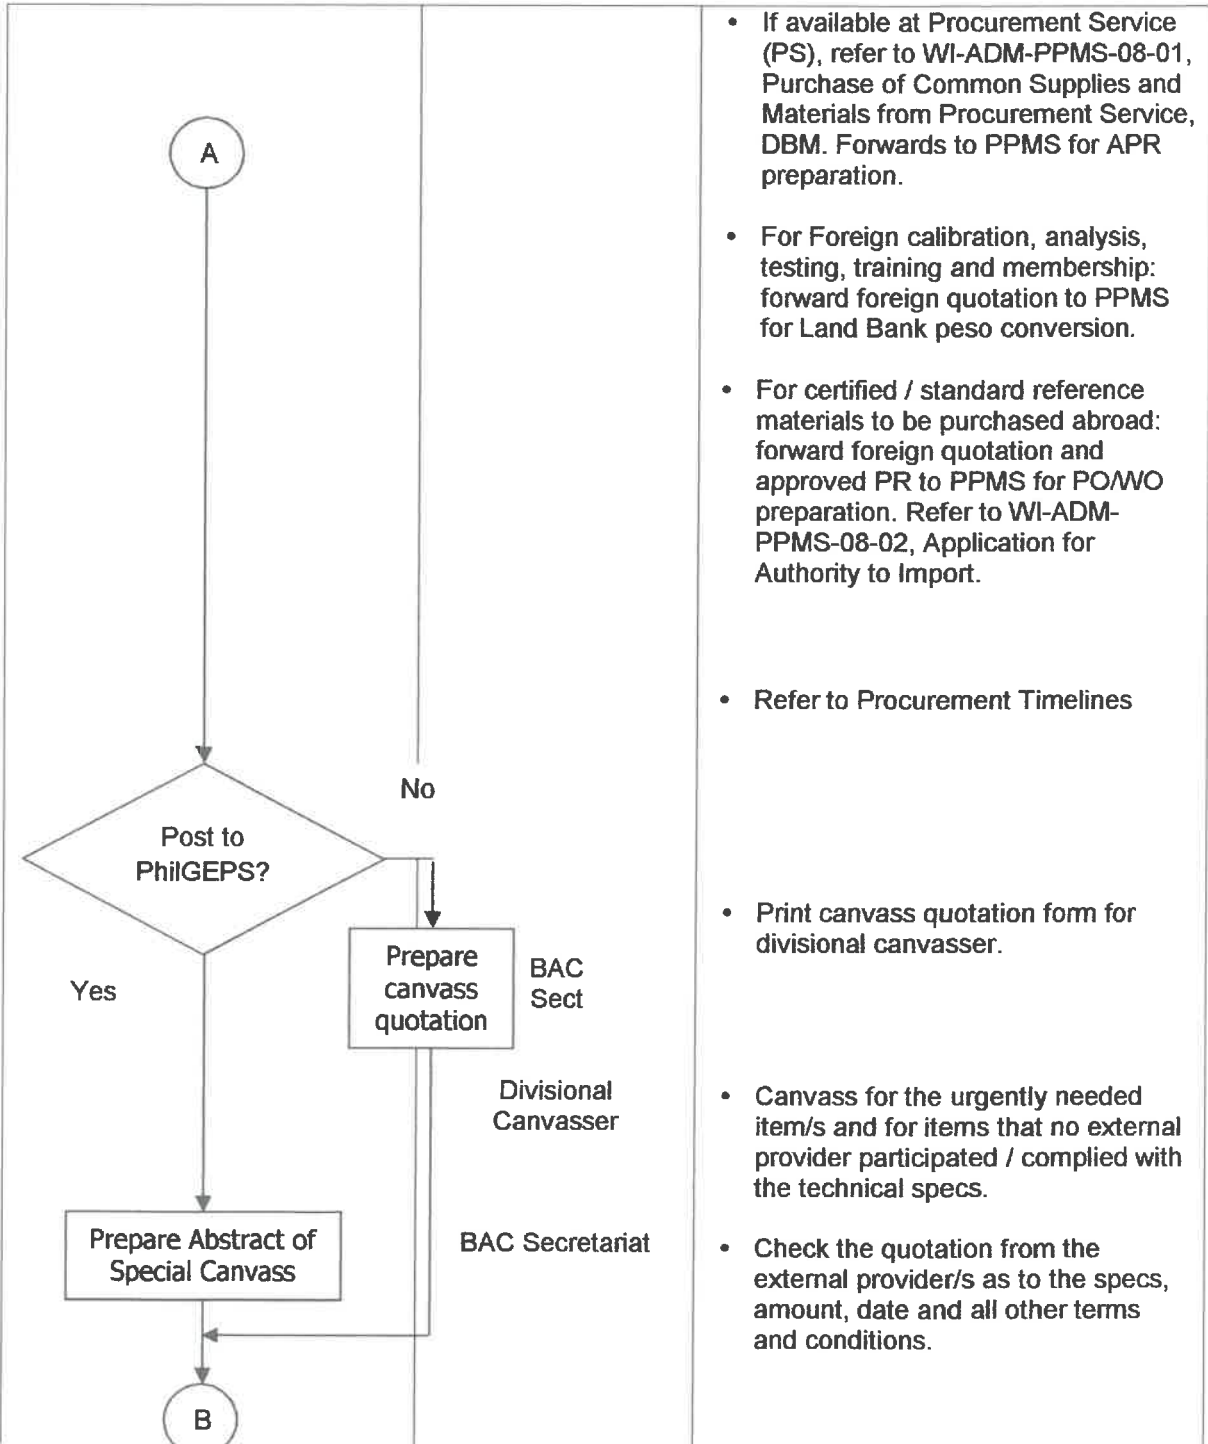 A
• If available at Procurement Service
(PS), refer to WI-ADM-PPMS-08-01,
Purchase of Common Supplies and
Materials from Procurement Service,
DBM. Forwards to PPMS for APR
preparation.
• For Foreign calibration, analysis,
testing, training and membership:
forward foreign quotation to PPMS
for Land Bank peso conversion.
• For certified / standard reference
materials to be purchased abroad:
forward foreign quotation and
approved PR to PPMS for PO/WO
preparation. Refer to WI-ADM-
PPMS-08-02, Application for
Authority to Import.
• Refer to Procurement Timelines
Post to
PhilGEPS?
No
Yes
Prepare
canvass
quotation
BAC
Sect
• Print canvass quotation form for
divisional canvasser.
Divisional
Canvasser
• Canvass for the urgently needed
item/s and for items that no external
provider participated / complied with
the technical specs.
Prepare Abstract of
Special Canvass
BAC Secretariat
• Check the quotation from the
external provider/s as to the specs,
amount, date and all other terms
and conditions.
B